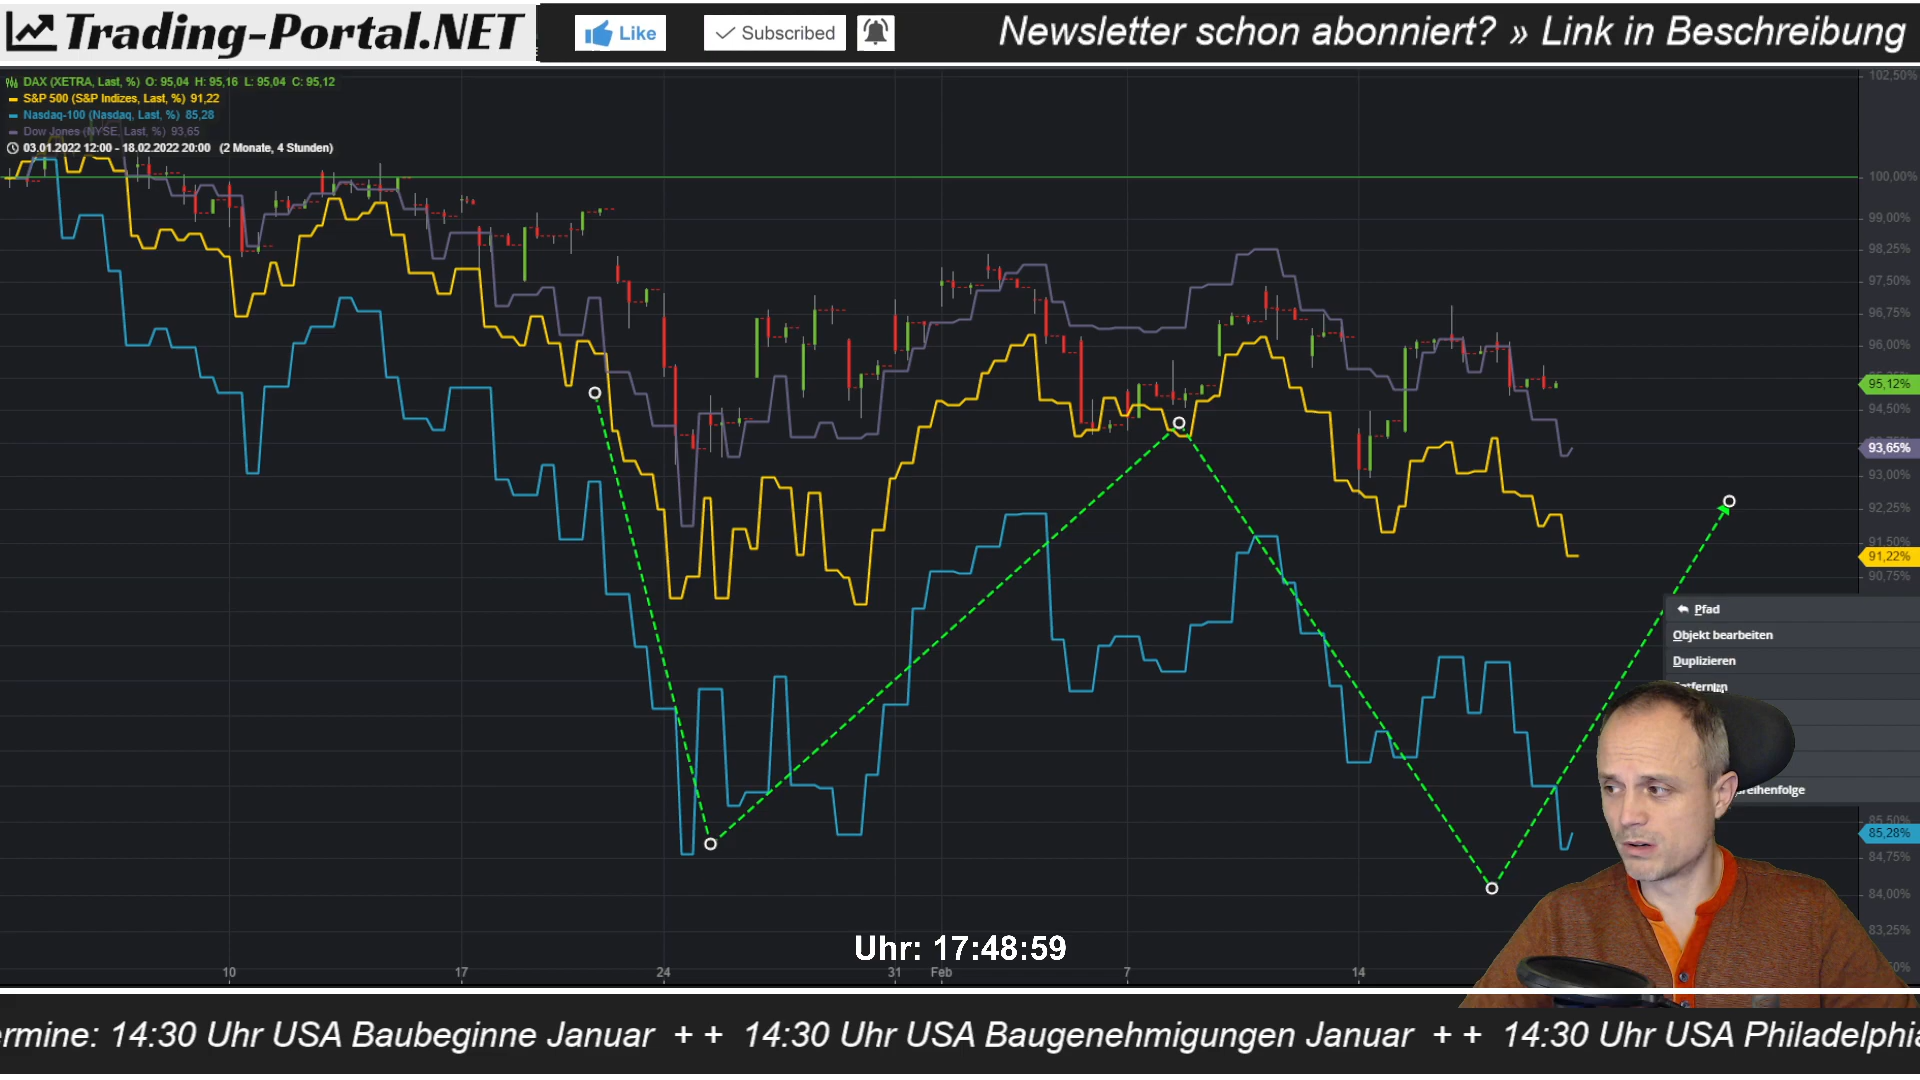 Trading-Portal.NET
Like
Subscribed
Newsletter schon abonniert? » Link in Beschreibung
DAX (XETRA, Last, %) O: 95,04 H: 95,16 L: 95,04 C: 95,12
S&P 500 (S&P Indizes, Last, %) 91,22
Nasdaq-100 (Nasdaq, Last, %) 85,28
Dow Jones (NYSE, Last, %) 93,65
03.01.2022 12:00 - 18.02.2022 20:00 (2 Monate, 4 Stunden)
102,50%
100,00%
99,00%
98,25%
97,50%
96,75%
96,00%
95,12%
94,50%
93,65%
93,00%
92,25%
91,50%
91,22%
90,75%
Pfad
Objekt bearbeiten
Duplizieren
Entfernen
reihenfolge
85,50%
85,28%
84,75%
84,00%
83,25%
Uhr: 17:48:59
10
17
24
31
Feb
7
14
ermine: 14:30 Uhr USA Baubeginne Januar + + 14:30 Uhr USA Baugenehmigungen Januar + + 14:30 Uhr USA Philadelphia